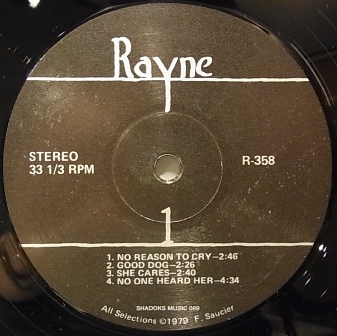 Rayne
STEREO
33 1/3 RPM
R-358
1
1. NO REASON TO CRY—2:46
2. GOOD DOG—2:26
3. SHE CARES—2:40
4. NO ONE HEARD HER—4:34
SHADOKS MUSIC 089
All Selections ©1979 F. Saucier